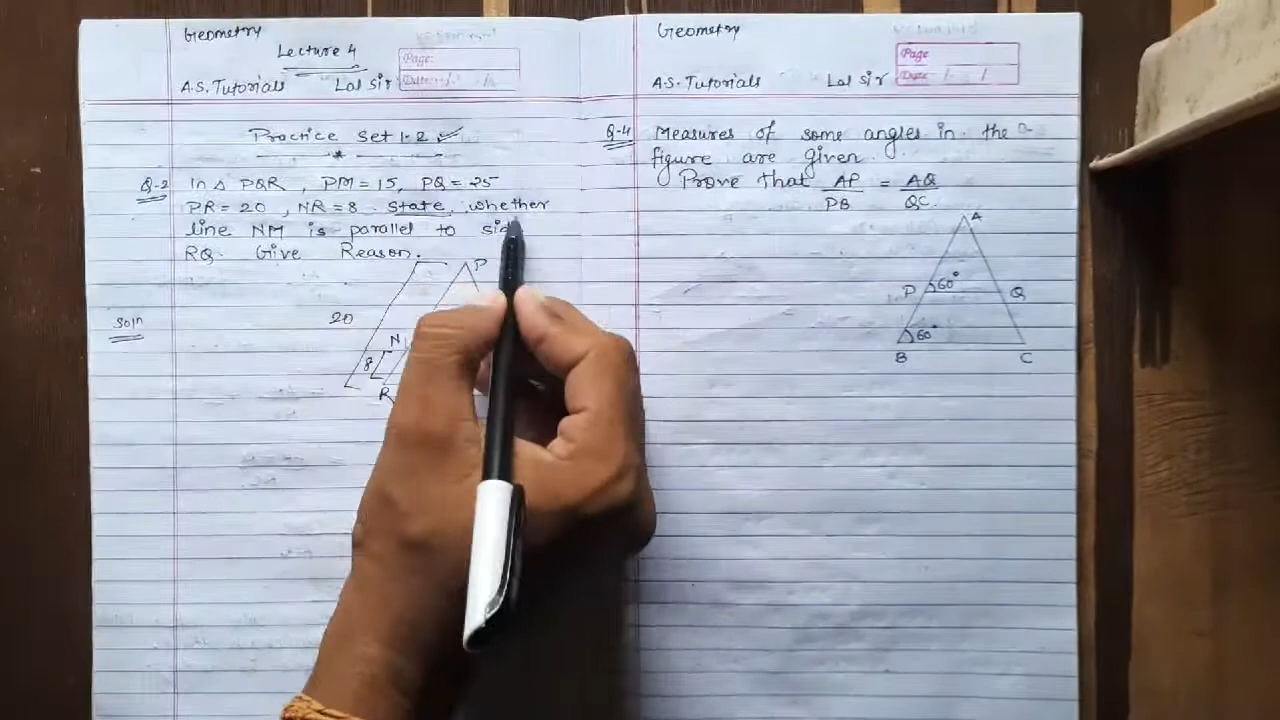 Geometry
Lecture 4
A.S. Tutorials Lal Sir
Page:
Date:
Practice Set 1.2
Q-2 In △ PQR, PM = 15, PQ = 25
PR = 20, NR = 8. State, whether
line NM is parallel to
RQ. Give Reason.
P
20
N
8
R
Soln
Geometry
A.S. Tutorials Lal Sir
Page
Date
Q-4 Measures of some angles in the
figure are given.
Prove that AP/PB = AQ/QC.
A
P 60° Q
60°
B C